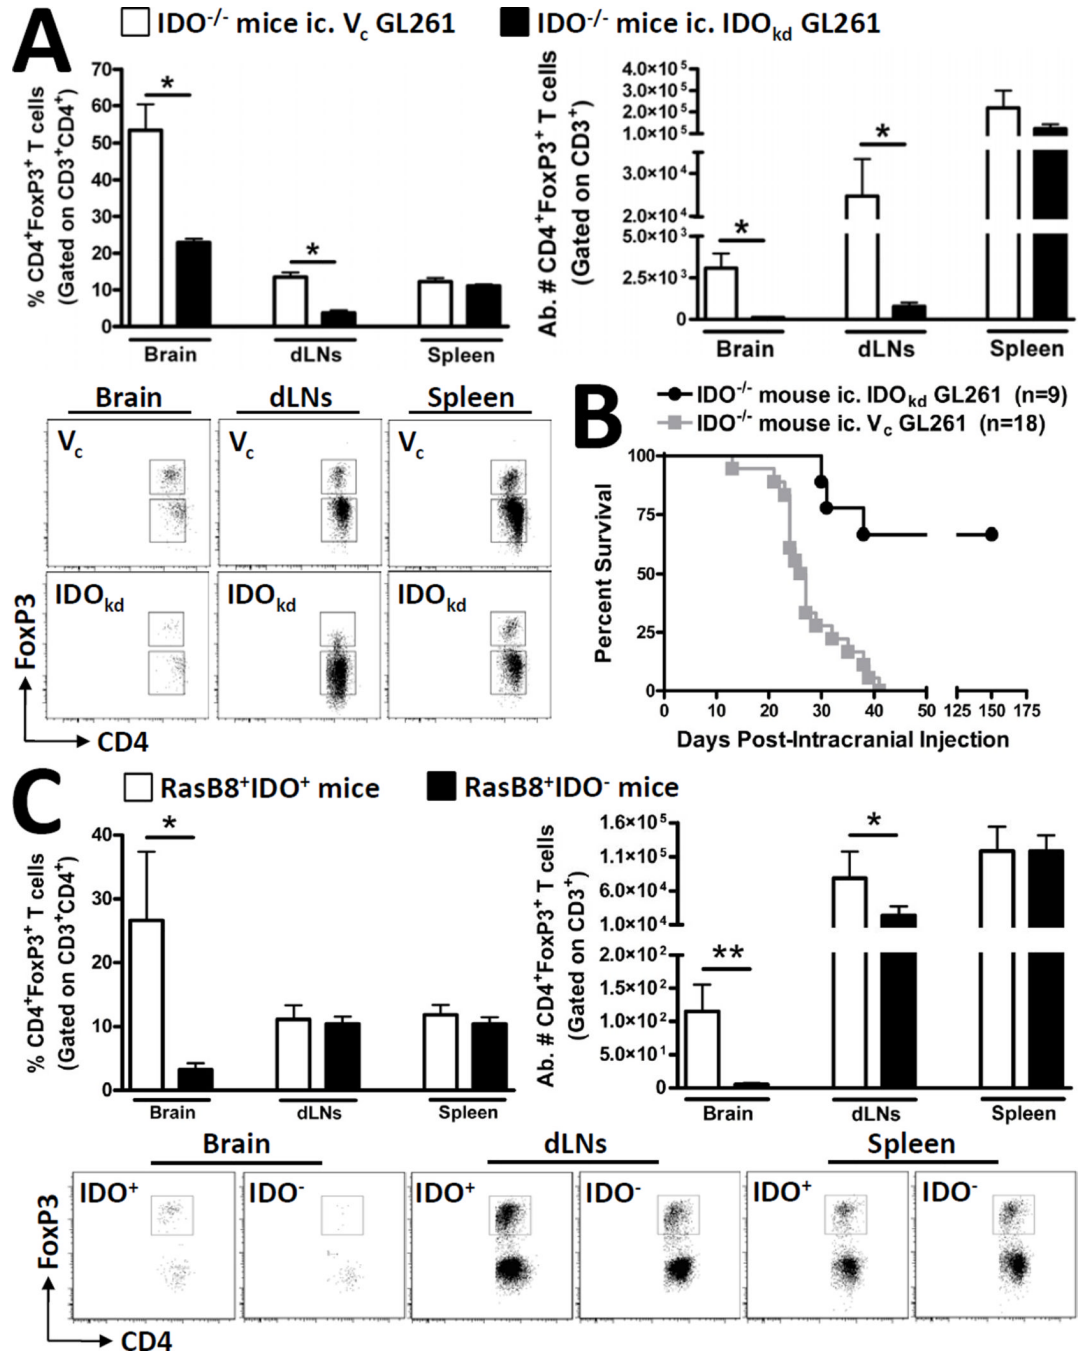 A
IDO-/- mice ic. Vc GL261
IDO-/- mice ic. IDOkd GL261
% CD4+FoxP3+ T cells
(Gated on CD3+CD4+)
70
60
50
40
30
20
10
0
*
*
Brain
dLNs
Spleen
Ab. # CD4+FoxP3+ T cells
(Gated on CD3+)
4.0×10⁵
3.0×10⁵
2.0×10⁵
1.0×10⁵
3.0×10⁴
2.0×10⁴
5.0×10³
2.5×10³
0
*
*
Brain
dLNs
Spleen
Brain
dLNs
Spleen
Vc
Vc
Vc
IDOkd
IDOkd
IDOkd
FoxP3
CD4
B
IDO-/- mouse ic. IDOkd GL261 (n=9)
IDO-/- mouse ic. Vc GL261 (n=18)
Percent Survival
100
75
50
25
0
0 10 20 30 40 50 125 150 175
Days Post-Intracranial Injection
C
RasB8+IDO+ mice
RasB8+IDO- mice
% CD4+FoxP3+ T cells
(Gated on CD3+CD4+)
40
30
20
10
0
*
Brain
dLNs
Spleen
Ab. # CD4+FoxP3+ T cells
(Gated on CD3+)
1.6×10⁵
1.1×10⁵
6.0×10⁴
1.0×10⁴
2.0×10²
1.5×10²
1.0×10²
5.0×10¹
0
**
*
Brain
dLNs
Spleen
Brain
dLNs
Spleen
IDO+
IDO-
IDO+
IDO-
IDO+
IDO-
FoxP3
CD4